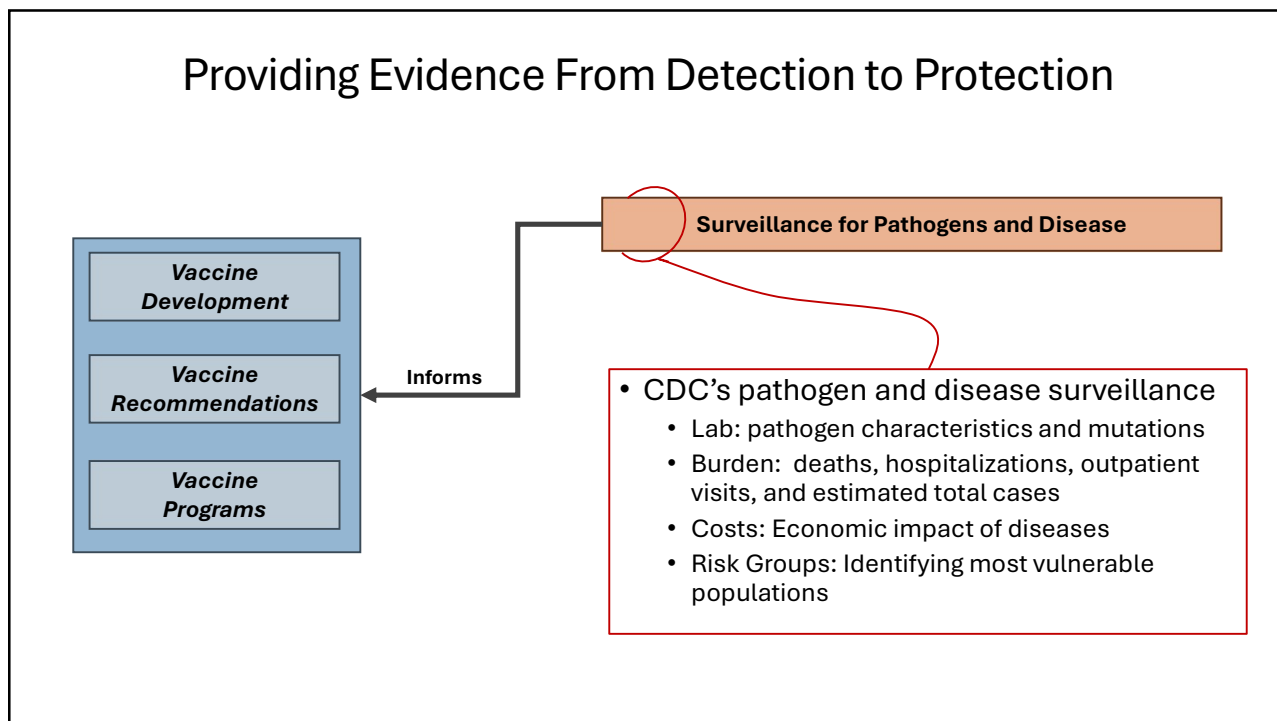 Providing Evidence From Detection to Protection
Surveillance for Pathogens and Disease
Vaccine
Development
Vaccine
Recommendations
Informs
Vaccine
Programs
• CDC’s pathogen and disease surveillance
• Lab: pathogen characteristics and mutations
• Burden:  deaths, hospitalizations, outpatient
visits, and estimated total cases
• Costs: Economic impact of diseases
• Risk Groups: Identifying most vulnerable
populations